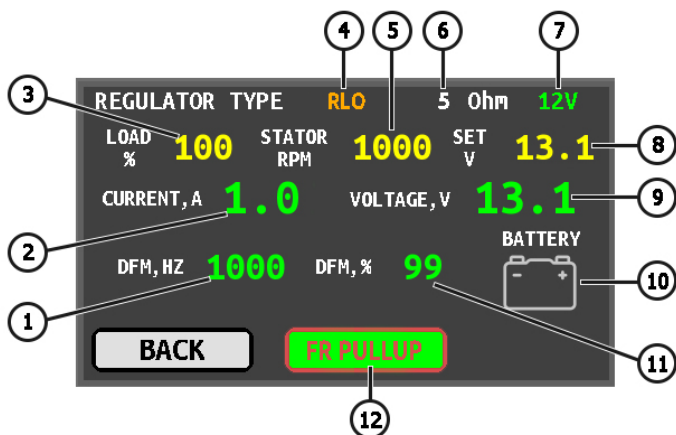 4 5 6 7
3 REGULATOR TYPE RLO 5 Ohm 12V
LOAD % 100 STATOR RPM 1000 SET V 13.1 8
CURRENT,A 1.0 VOLTAGE,V 13.1 9
2 BATTERY
DFM,HZ 1000 DFM,% 99 - + 10
1
BACK FR PULLUP 11
12